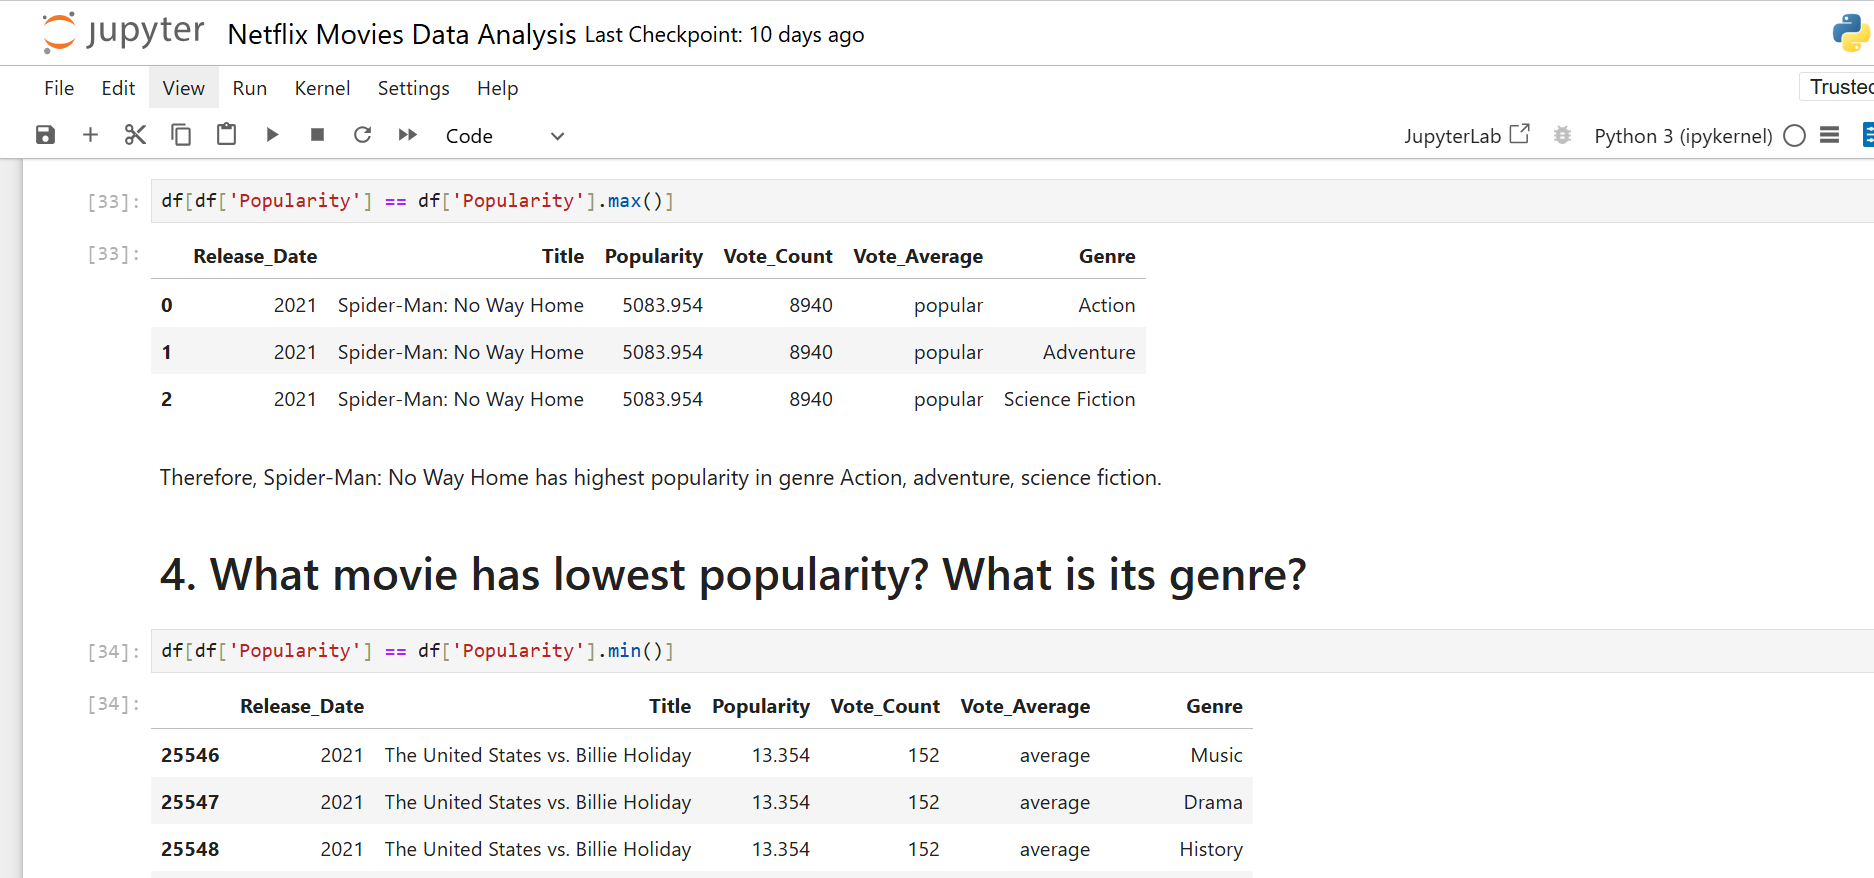 jupyter Netflix Movies Data Analysis Last Checkpoint: 10 days ago
File Edit View Run Kernel Settings Help
Trusted
Code JupyterLab Python 3 (ipykernel)
[33]: df[df['Popularity'] == df['Popularity'].max()]
[33]: Release_Date Title Popularity Vote_Count Vote_Average Genre
0 2021 Spider-Man: No Way Home 5083.954 8940 popular Action
1 2021 Spider-Man: No Way Home 5083.954 8940 popular Adventure
2 2021 Spider-Man: No Way Home 5083.954 8940 popular Science Fiction
Therefore, Spider-Man: No Way Home has highest popularity in genre Action, adventure, science fiction.
4. What movie has lowest popularity? What is its genre?
[34]: df[df['Popularity'] == df['Popularity'].min()]
[34]: Release_Date Title Popularity Vote_Count Vote_Average Genre
25546 2021 The United States vs. Billie Holiday 13.354 152 average Music
25547 2021 The United States vs. Billie Holiday 13.354 152 average Drama
25548 2021 The United States vs. Billie Holiday 13.354 152 average History